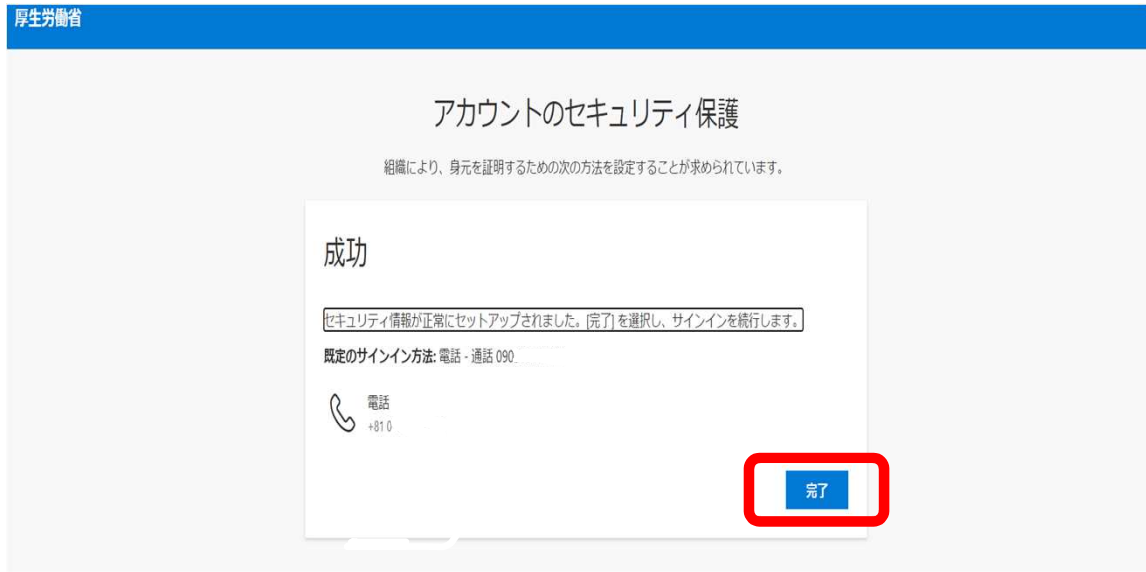 厚生労働省
アカウントのセキュリティ保護
組織により、身元を証明するための次の方法を設定することが求められています。
成功
セキュリティ情報が正常にセットアップされました。[完了] を選択し、サインインを続行します。
既定のサインイン方法: 電話 - 通話 090
電話
+81 0
完了